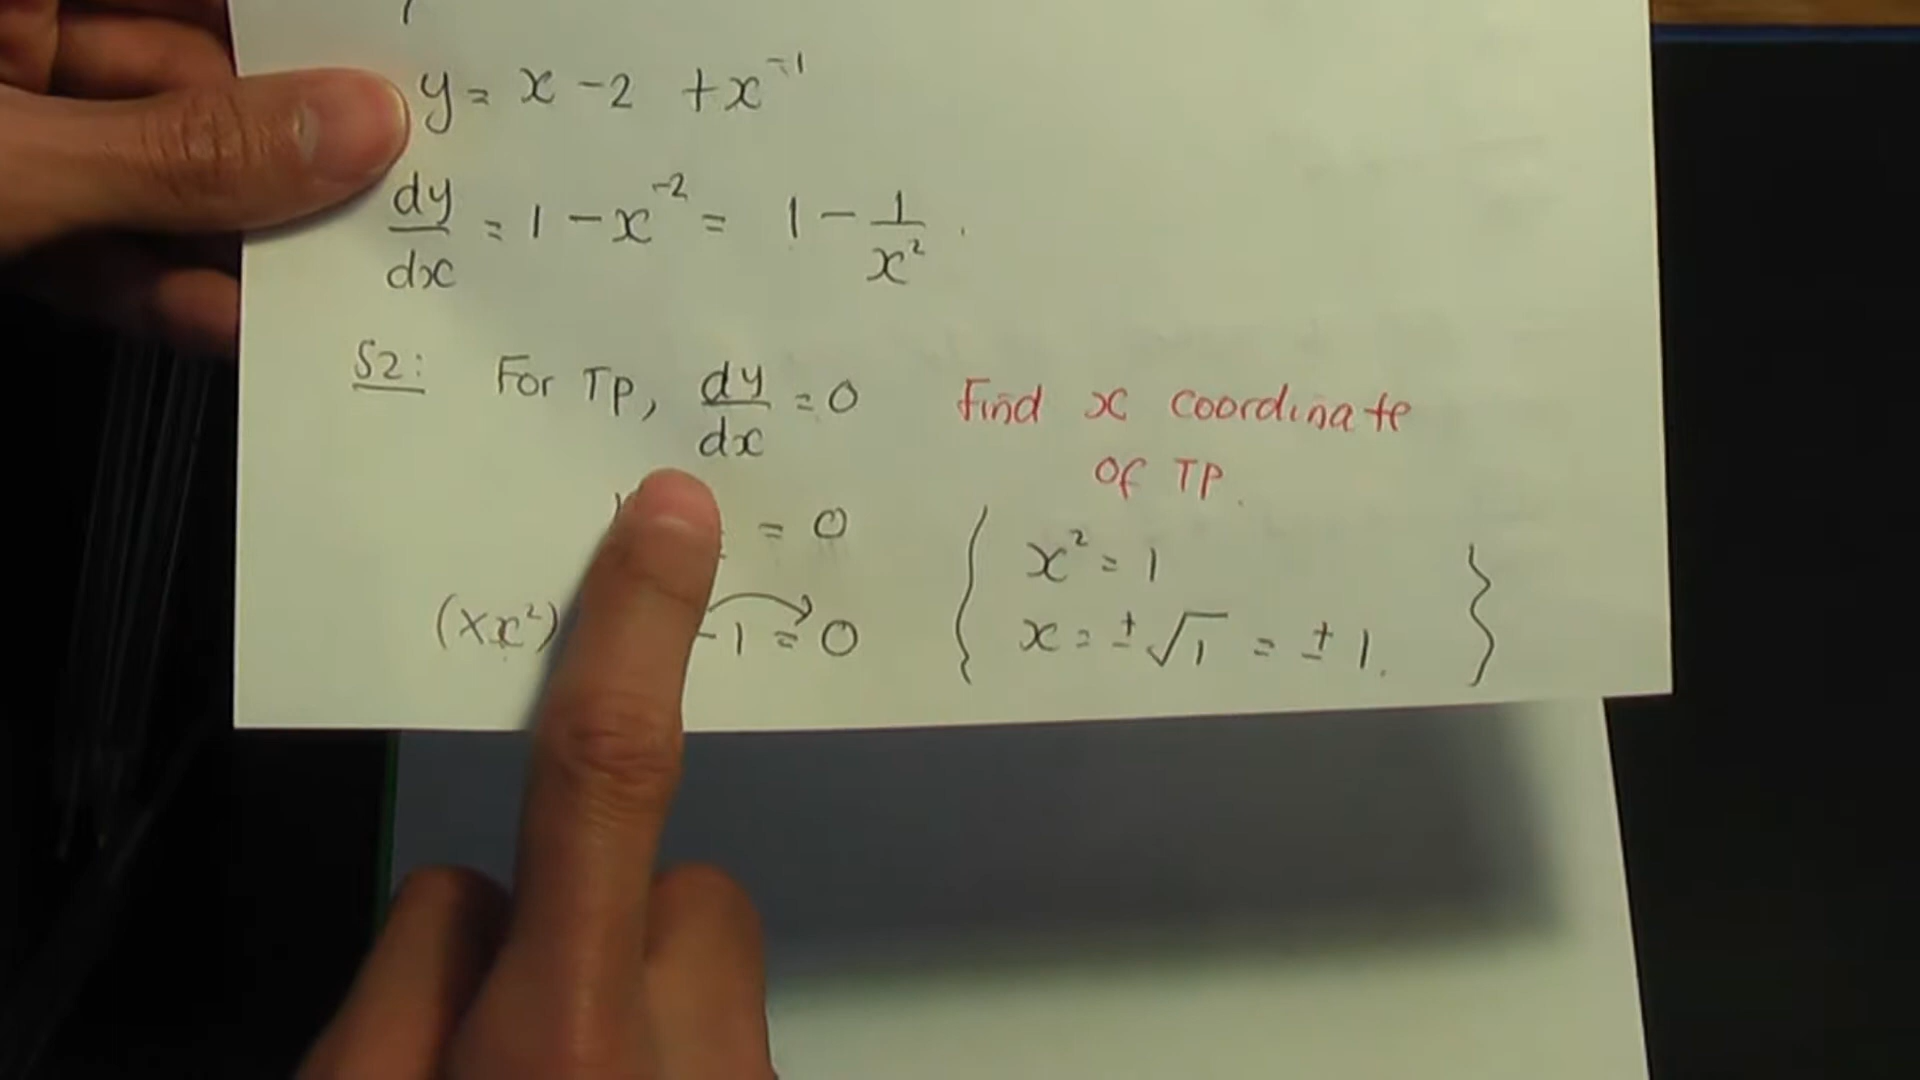 y = x - 2 + x⁻¹
dy/dx = 1 - x⁻² = 1 - 1/x².
S2: For TP, dy/dx = 0
Find x coordinate
of TP.
= 0
(×x²) -1 = 0
{ x² = 1
x = ±√1 = ±1. }